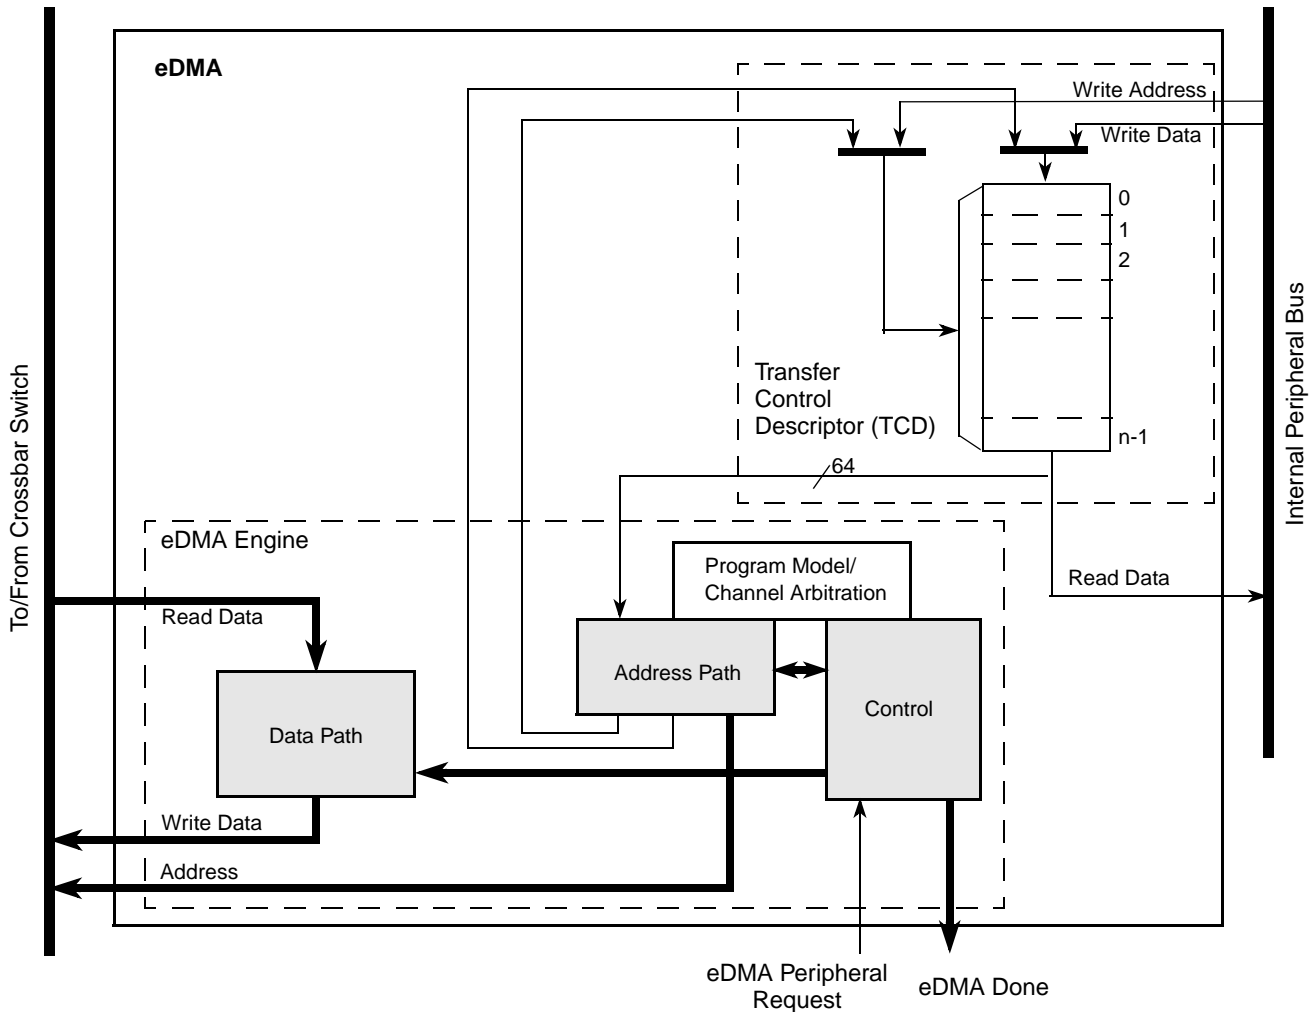 eDMA
Write Address
Write Data
0
1
2
n-1
Transfer
Control
Descriptor (TCD)
64
Internal Peripheral Bus
To/From Crossbar Switch
eDMA Engine
Program Model/
Channel Arbitration
Read Data
Read Data
Address Path
Control
Data Path
Write Data
Address
eDMA Peripheral
Request
eDMA Done